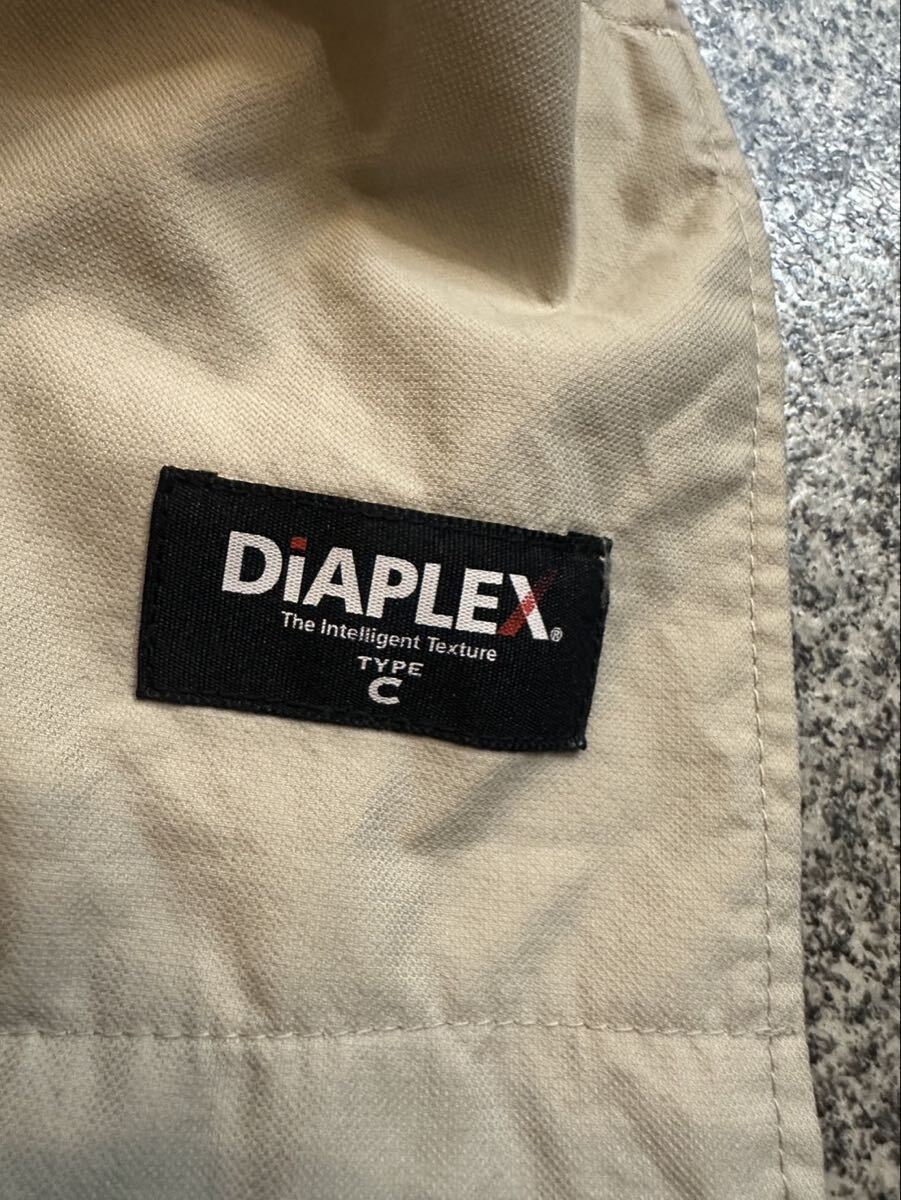 DiAPLEX®
The Intelligent Texture
TYPE
C